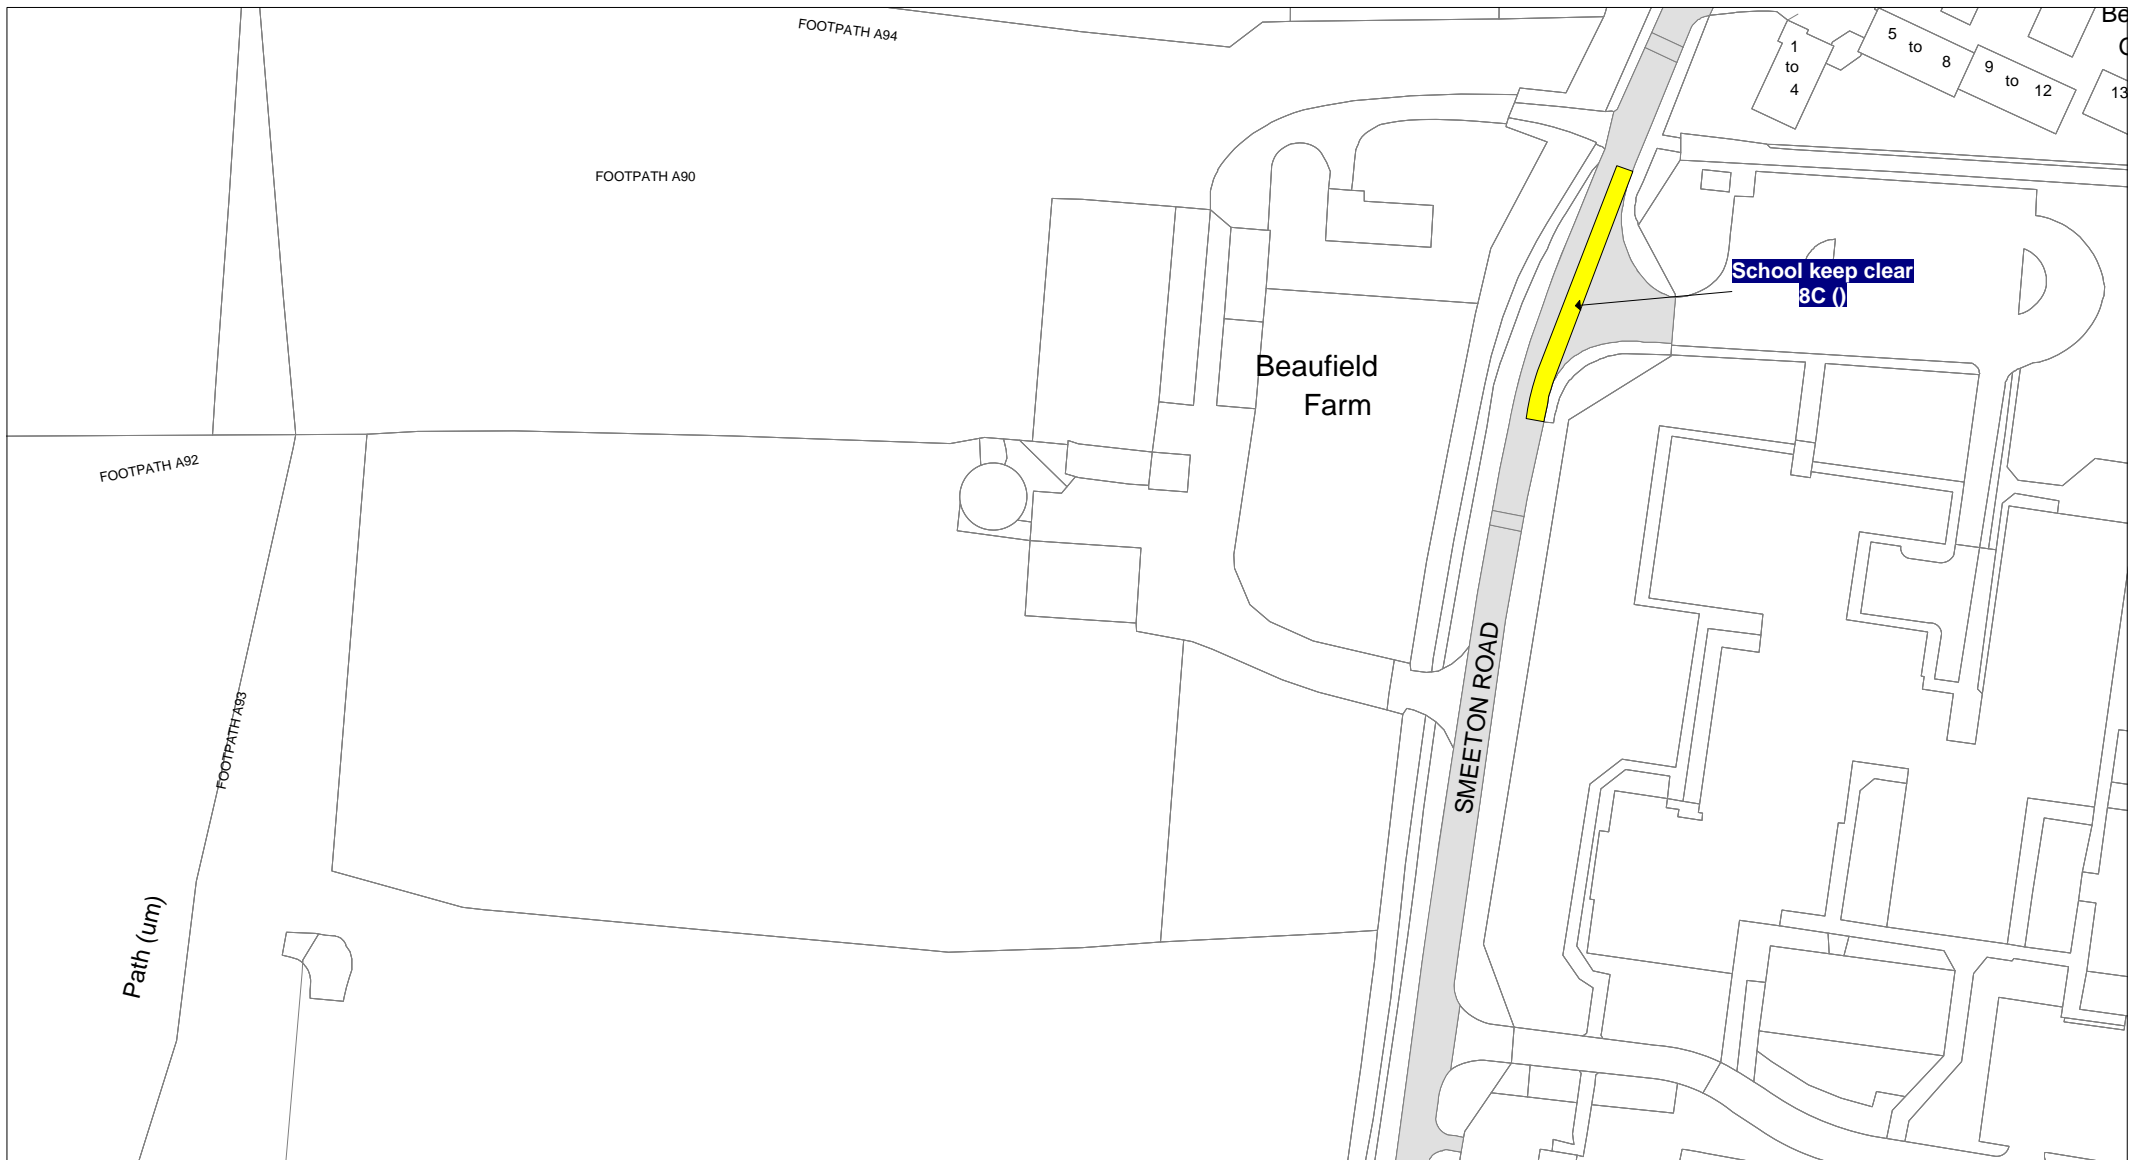 FOOTPATH A94
Be
1
to
4
5
to
8
9
to
12
13
FOOTPATH A90
School keep clear
8C ()
Beaufield
Farm
FOOTPATH A92
SMEETON ROAD
FOOTPATH A93
Path (um)